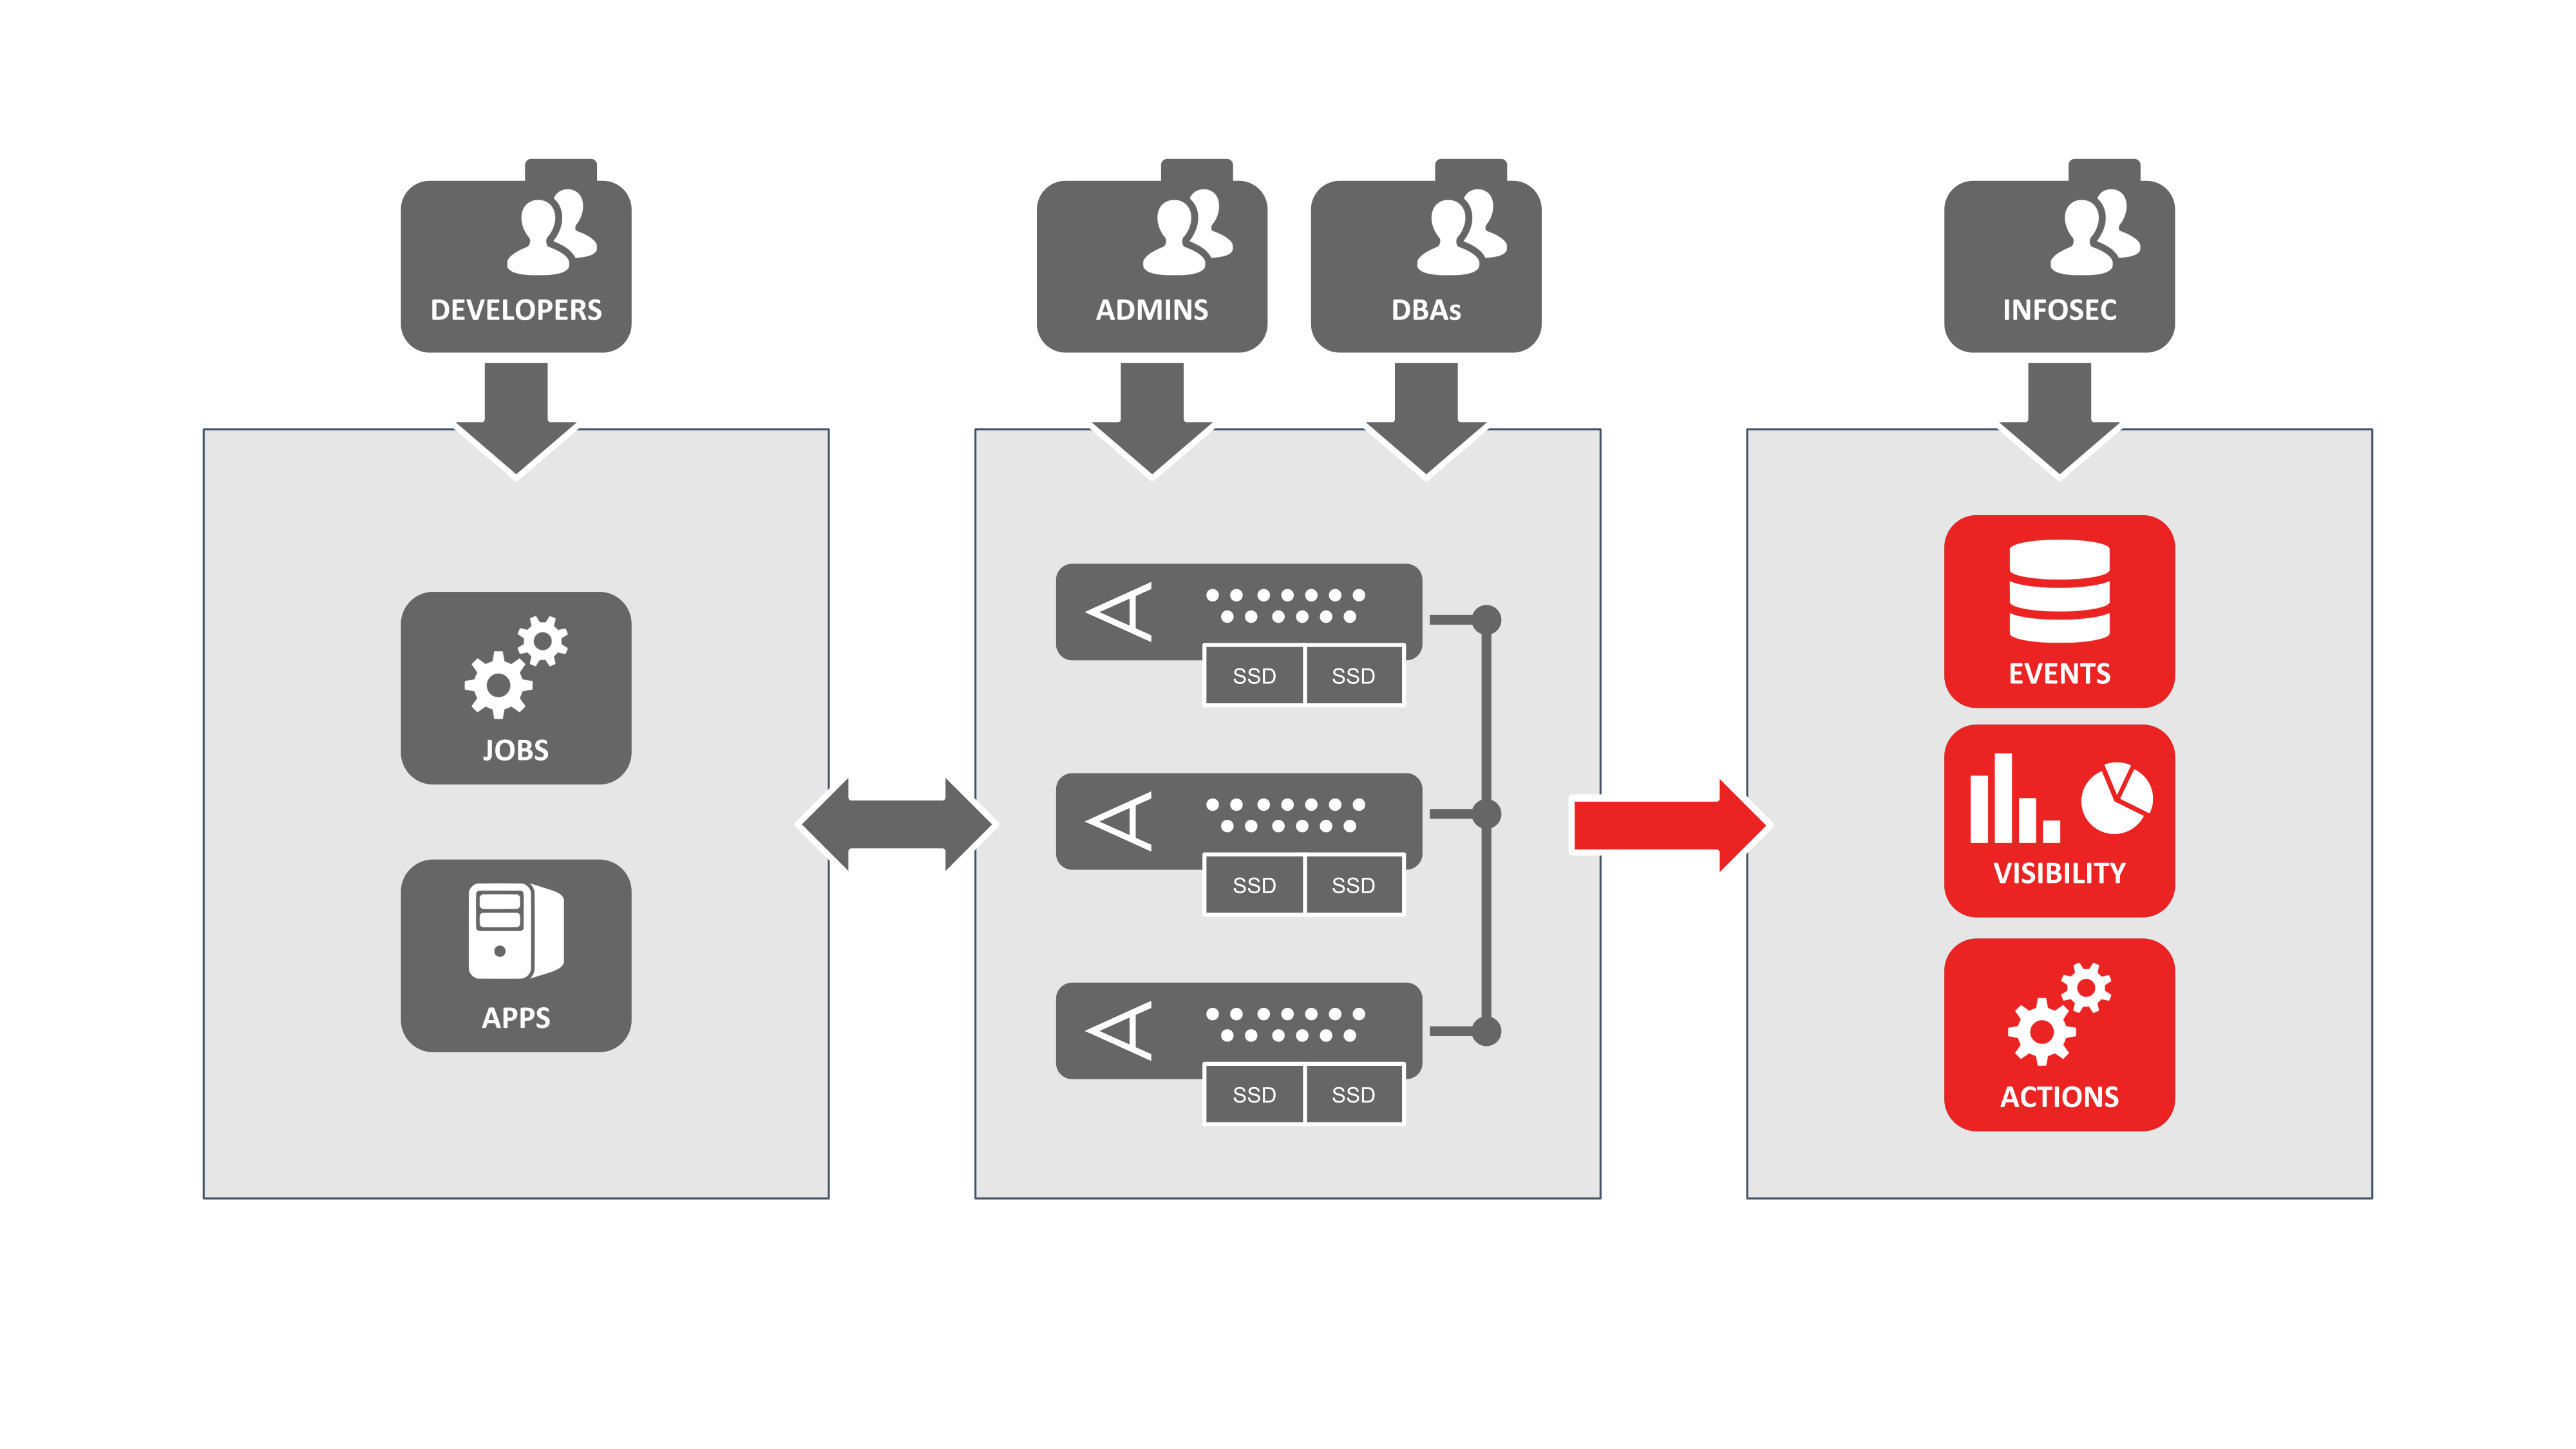 DEVELOPERS
ADMINS
DBAs
INFOSEC
JOBS
APPS
SSD SSD
SSD SSD
SSD SSD
EVENTS
VISIBILITY
ACTIONS